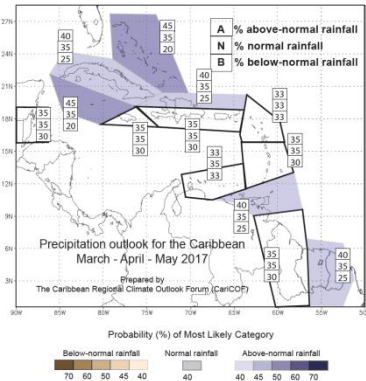 27N
24N
21N
18N
15N
12N
9N
6N
3N
40
35
25
45
35
20
A % above-normal rainfall
N % normal rainfall
B % below-normal rainfall
40
35
25
33
33
33
45
35
20
35
35
30
35
35
30
35
35
30
35
35
30
33
33
40
35
25
35
35
30
40
35
25
Precipitation outlook for the Caribbean
March - April - May 2017
Prepared by
The Caribbean Regional Climate Outlook Forum (CariCOF)
90W 85W 80W 75W 70W 65W 60W 55W
Probability (%) of Most Likely Category
Below-normal rainfall Normal rainfall Above-normal rainfall
70 60 50 45 40 40 40 45 50 60 70